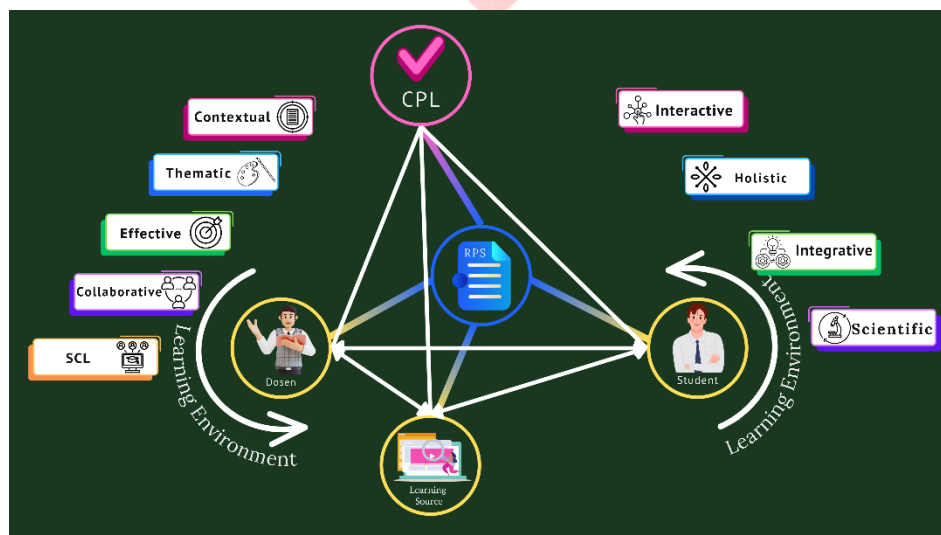 CPL
Contextual
Thematic
Effective
Collaborative
SCL
Interactive
Holistic
Integrative
Scientific
RPS
Dosen
Student
Learning
Source
Learning Environment
Learning Environment